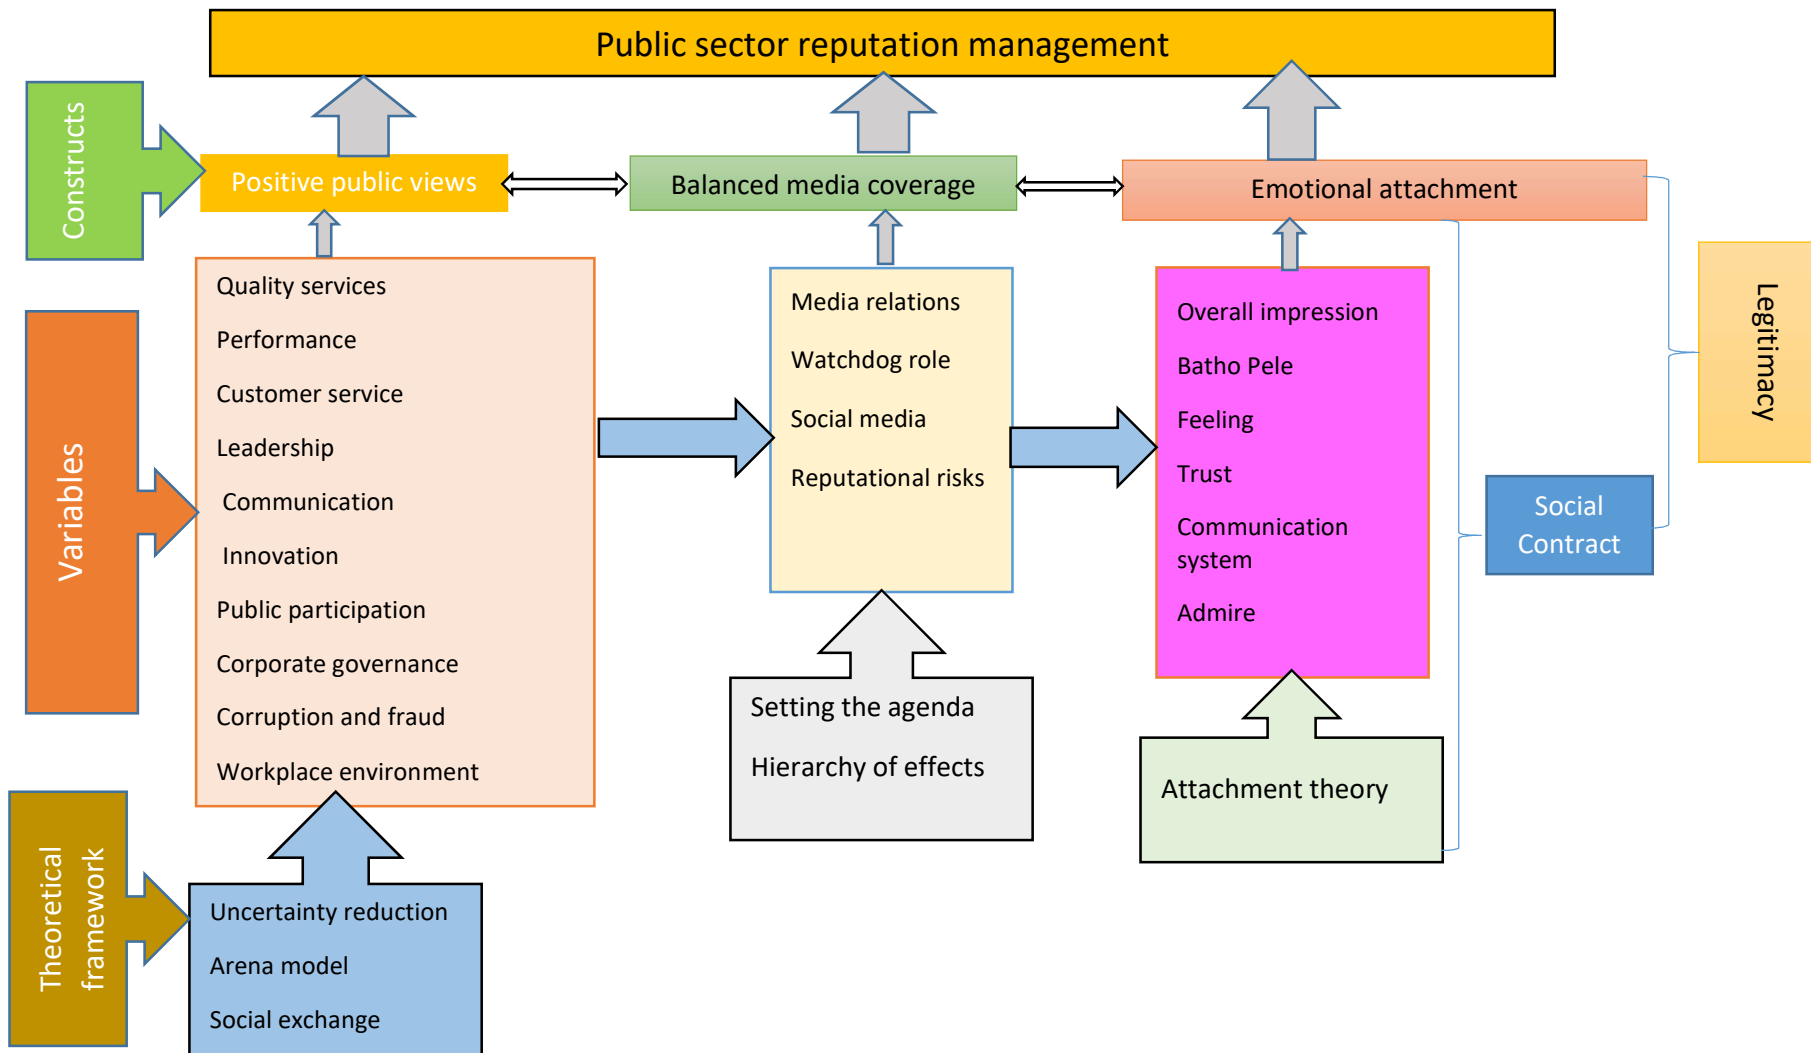 Public sector reputation management
Constructs
Positive public views
Balanced media coverage
Emotional attachment
Legitimacy
Variables
Quality services
Performance
Customer service
Leadership
Communication
Innovation
Public participation
Corporate governance
Corruption and fraud
Workplace environment
Media relations
Watchdog role
Social media
Reputational risks
Overall impression
Batho Pele
Feeling
Trust
Communication
system
Admire
Social
Contract
Theoretical
framework
Uncertainty reduction
Arena model
Social exchange
Setting the agenda
Hierarchy of effects
Attachment theory